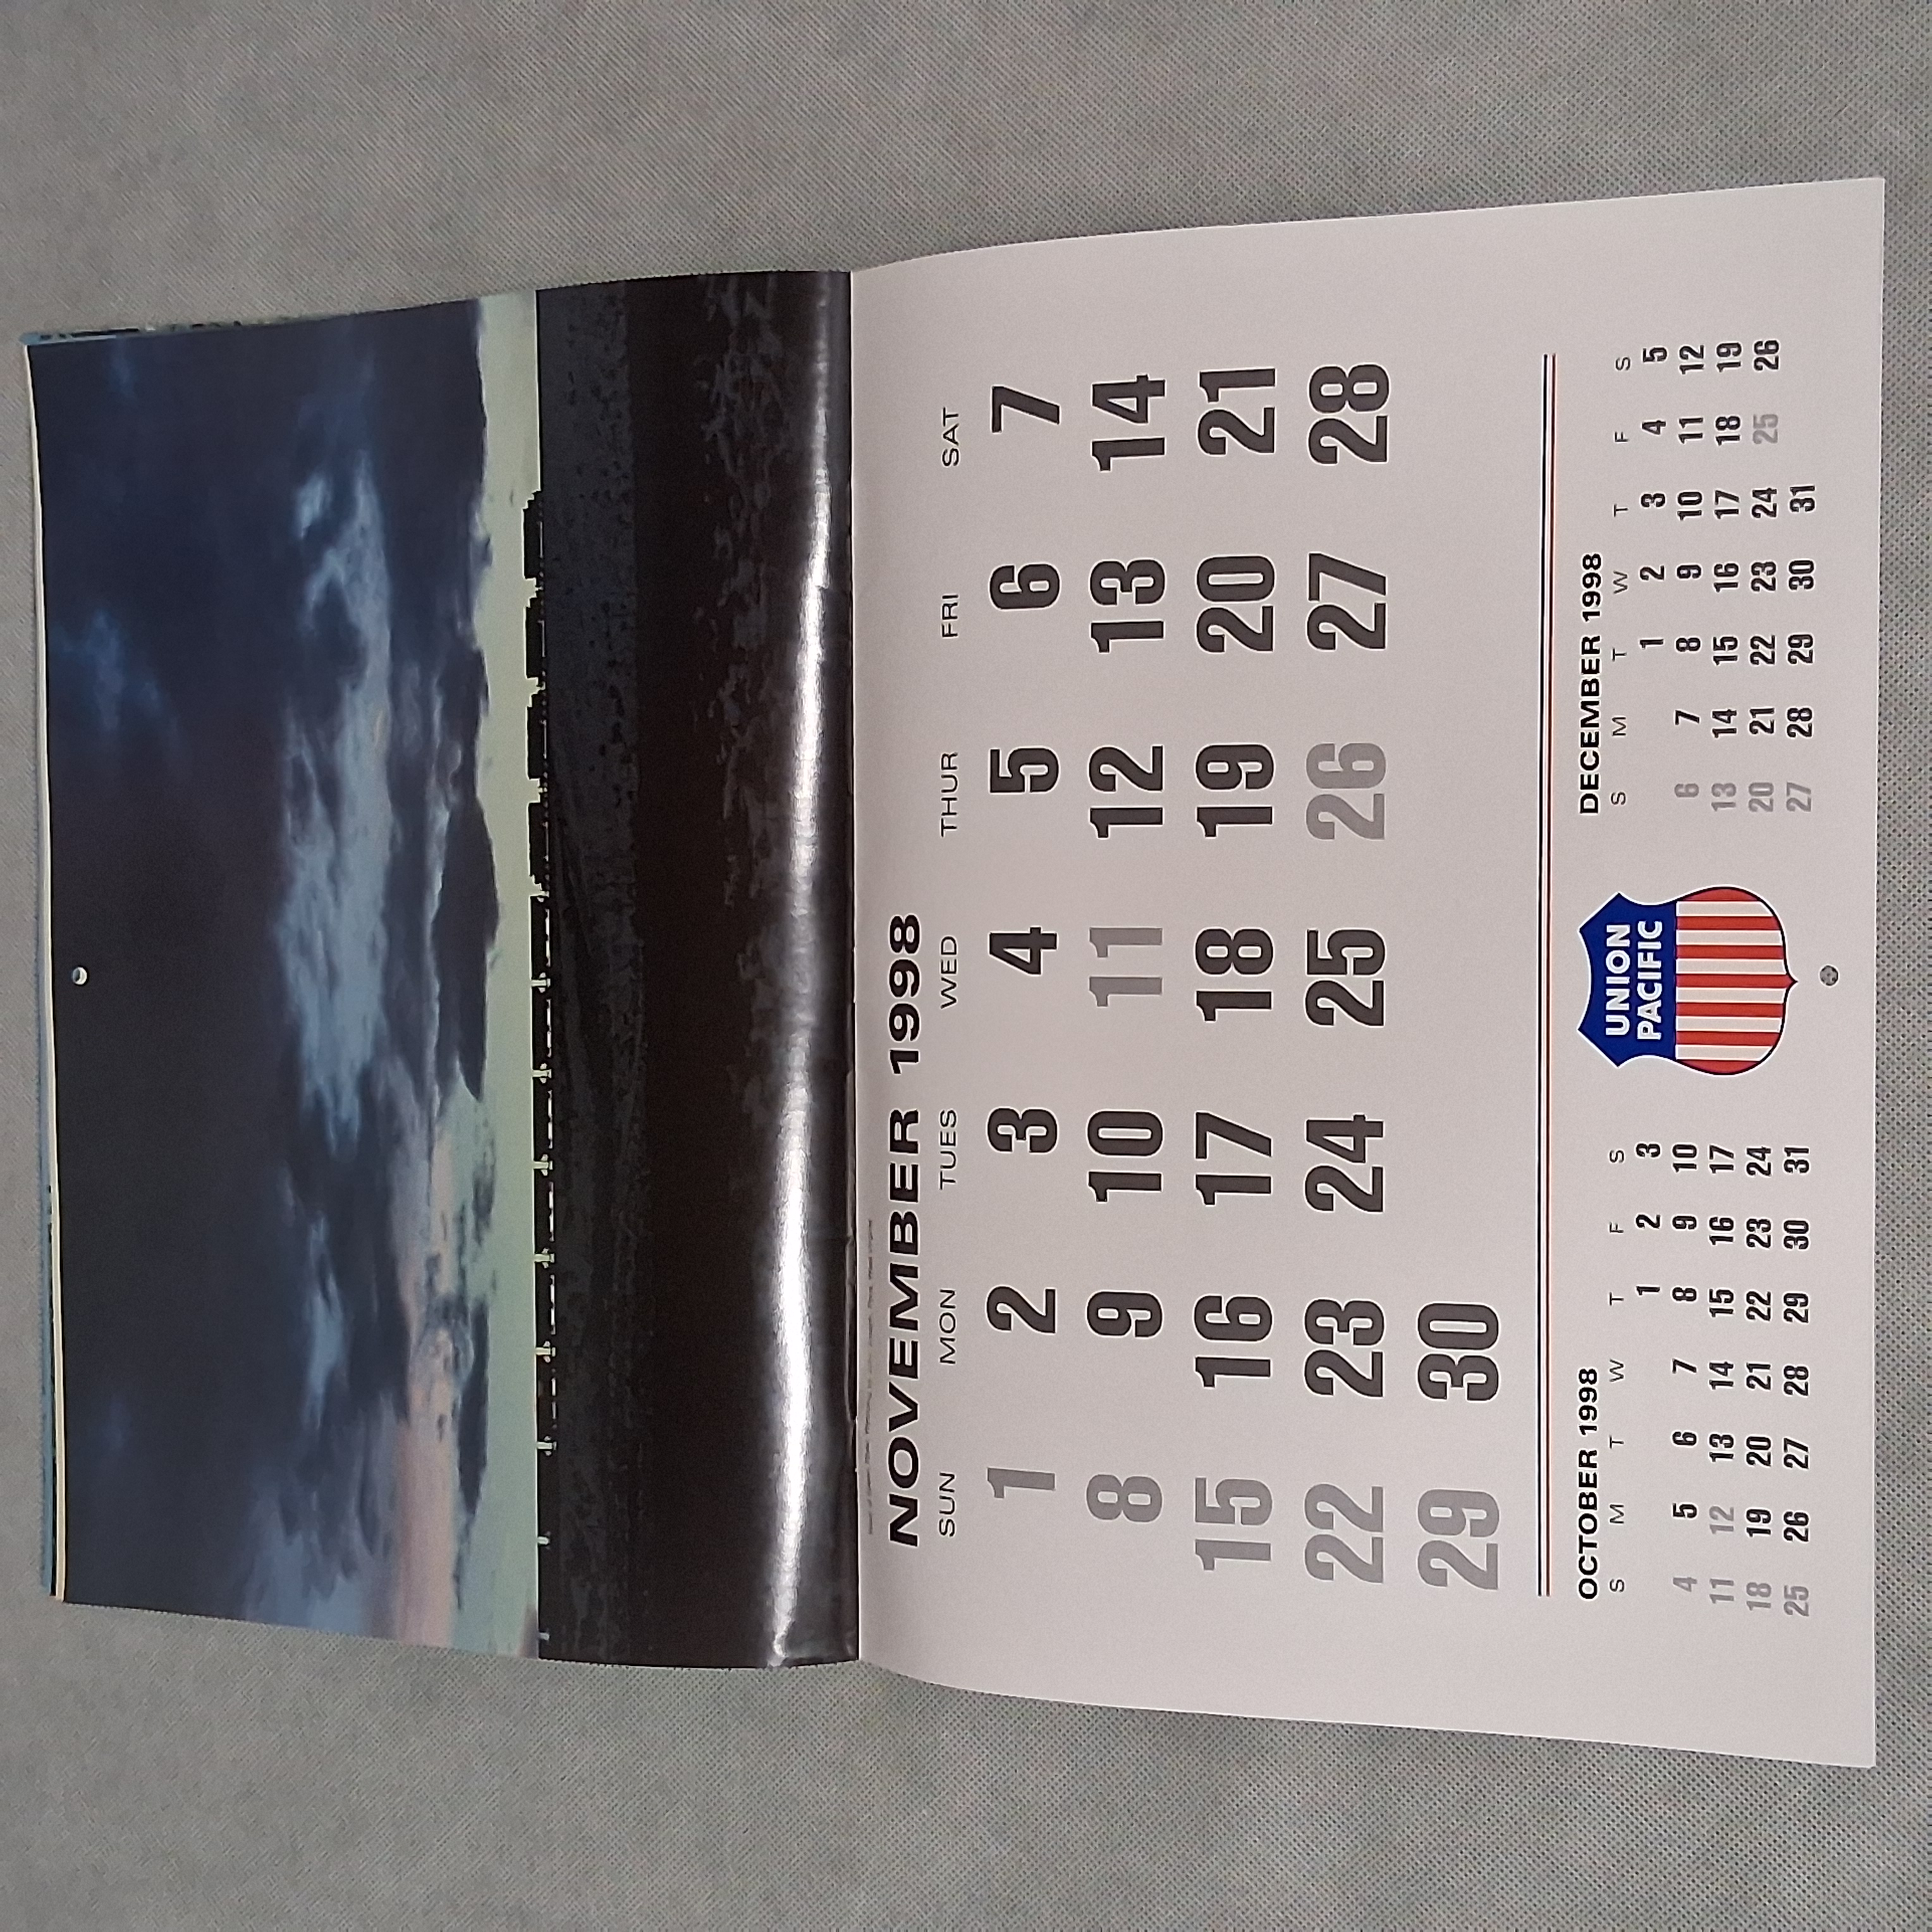 NOVEMBER 1998
SUN MON TUES WED THUR FRI SAT
1 2 3 4 5 6 7
8 9 10 11 12 13 14
15 16 17 18 19 20 21
22 23 24 25 26 27 28
29 30
OCTOBER 1998
S M T W T F S
1 2 3
4 5 6 7 8 9 10
11 12 13 14 15 16 17
18 19 20 21 22 23 24
25 26 27 28 29 30 31
UNION
PACIFIC
DECEMBER 1998
S M T W T F S
1 2 3 4 5
6 7 8 9 10 11 12
13 14 15 16 17 18 19
20 21 22 23 24 25 26
27 28 29 30 31